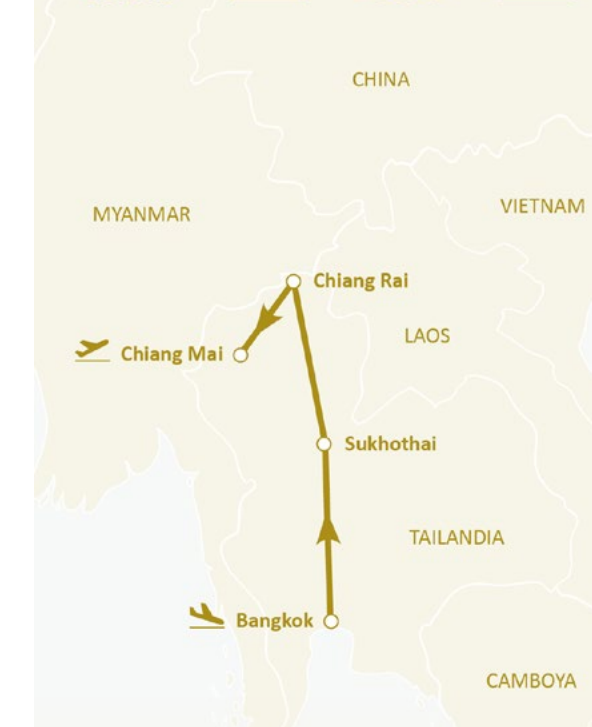 CHINA
VIETNAM
MYANMAR
Chiang Rai
LAOS
Chiang Mai
Sukhothai
TAILANDIA
Bangkok
CAMBOYA